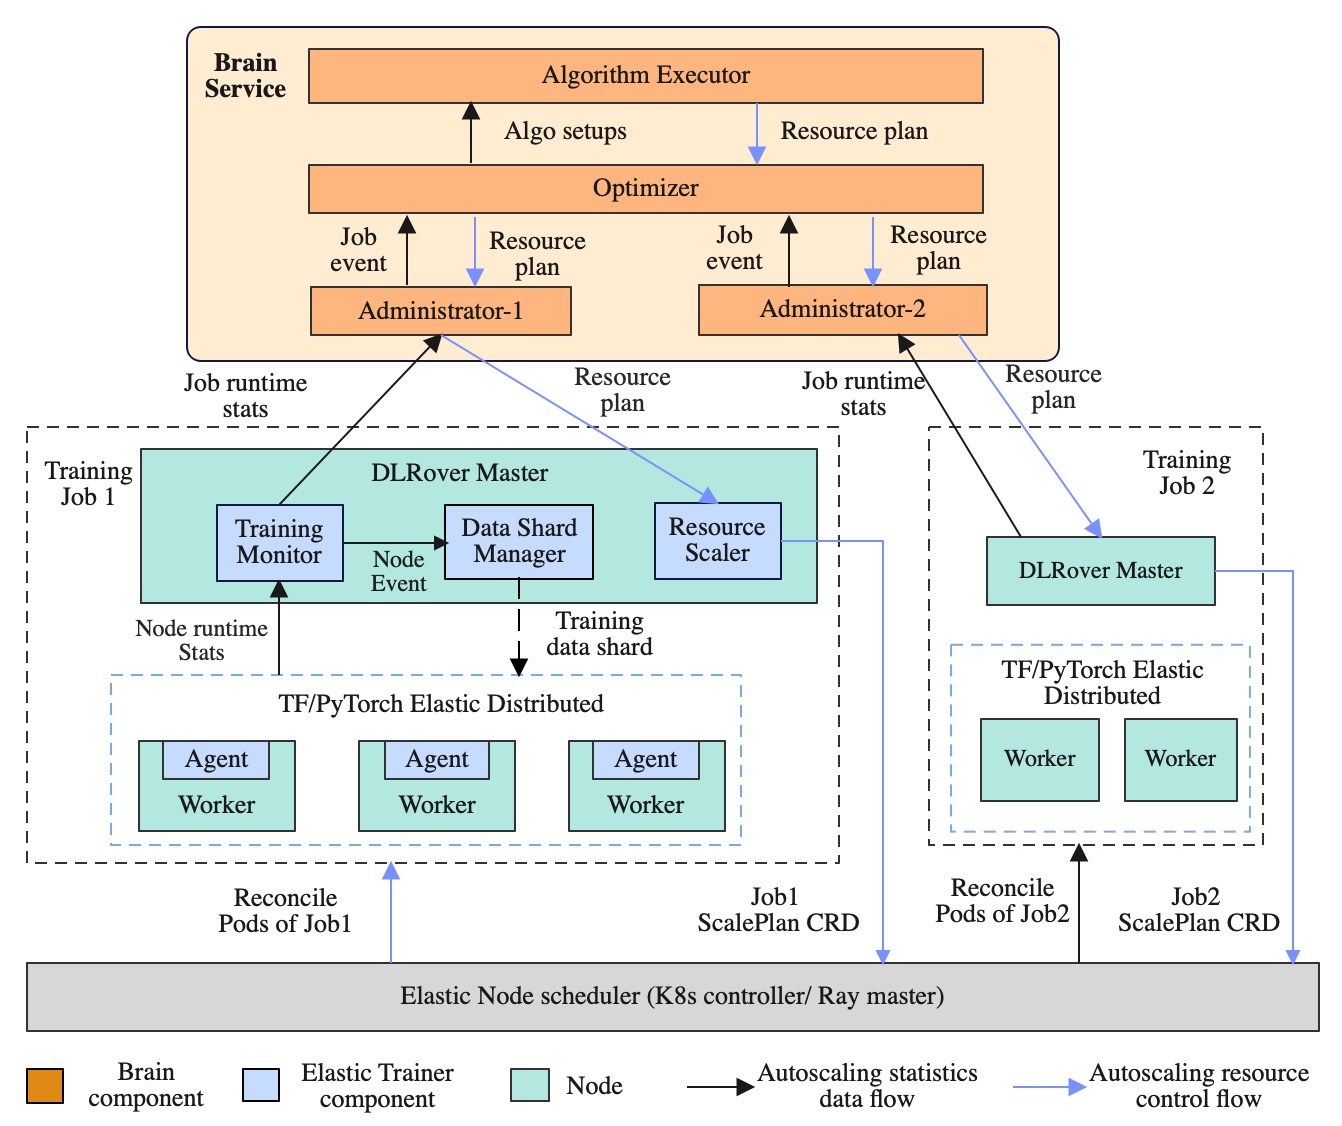 Brain
Service
Algorithm Executor
Algo setups
Resource plan
Optimizer
Job
event
Resource
plan
Job
event
Resource
plan
Administrator-1
Administrator-2
Job runtime
stats
Resource
plan
Job runtime
stats
Resource
plan
Training
Job 1
DLRover Master
Training
Monitor
Node
Event
Data Shard
Manager
Resource
Scaler
Node runtime
Stats
Training
data shard
TF/PyTorch Elastic Distributed
Agent
Worker
Agent
Worker
Agent
Worker
Training
Job 2
DLRover Master
TF/PyTorch Elastic
Distributed
Worker
Worker
Reconcile
Pods of Job1
Job1
ScalePlan CRD
Reconcile
Pods of Job2
Job2
ScalePlan CRD
Elastic Node scheduler (K8s controller/ Ray master)
Brain
component
Elastic Trainer
component
Node
Autoscaling statistics
data flow
Autoscaling resource
control flow